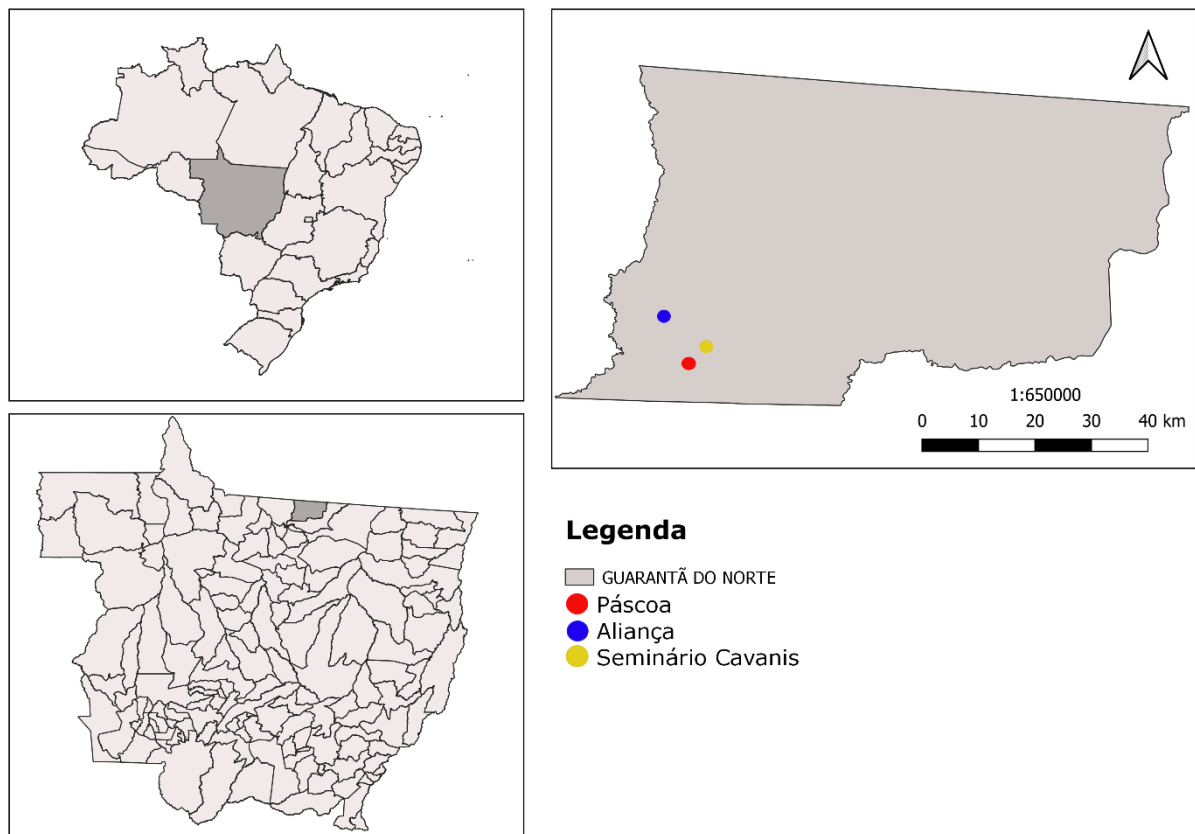 1:650000
0 10 20 30 40 km
Legenda
GUARANTÃ DO NORTE
Páscoa
Aliança
Seminário Cavanis